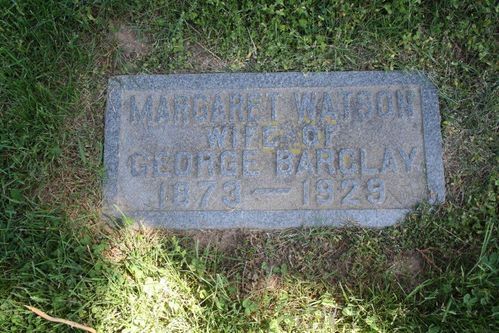 MARGARET WATSON
WIFE OF
GEORGE BARCLAY
1873 — 1929